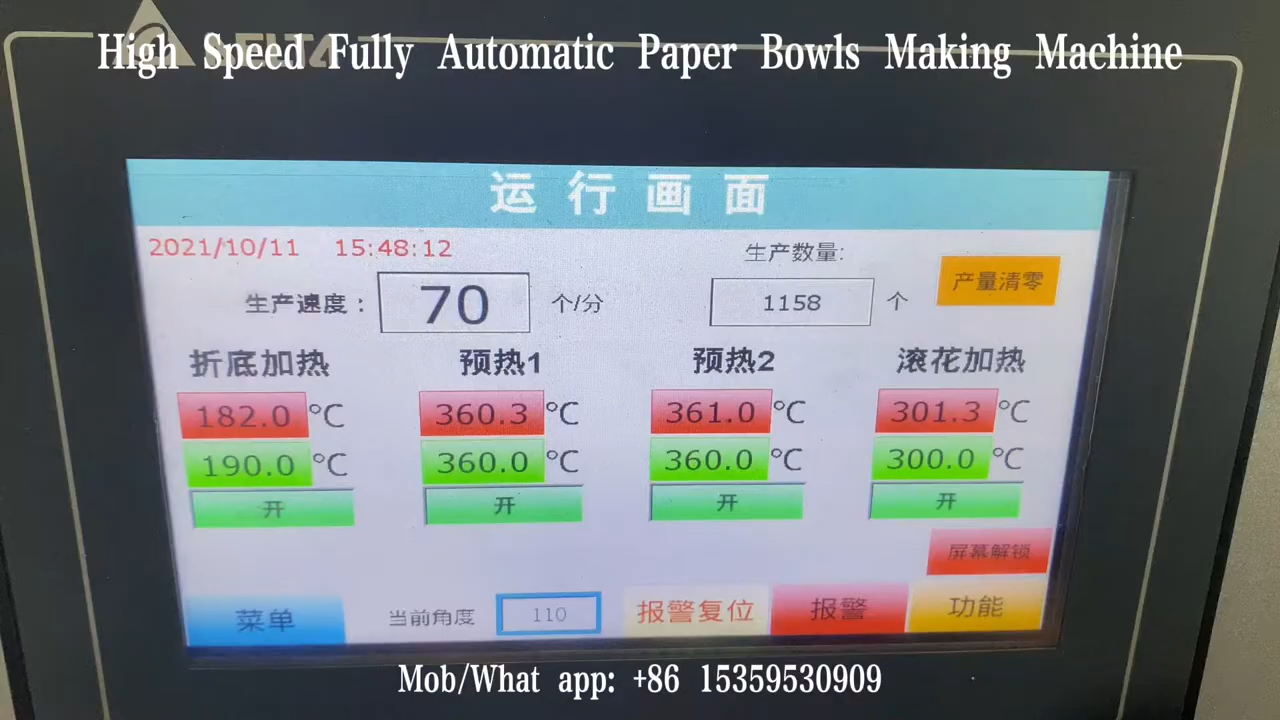 High Speed Fully Automatic Paper Bowls Making Machine
运行画面
2021/10/11 15:48:12 生产数量:
产量清零
生产速度: 70 个/分 1158 个
折底加热 预热1 预热2 滚花加热
182.0 °C 360.3 °C 361.0 °C 301.3 °C
190.0 °C 360.0 °C 360.0 °C 300.0 °C
开 开 开 开
屏幕解锁
菜单 当前角度 110 报警复位 报警 功能
Mob/What app: +86 15359530909